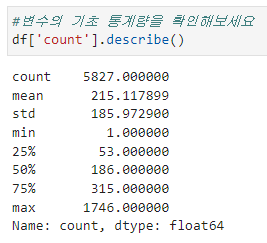 #변수의 기초 통계량을 확인해보세요
df['count'].describe()
count    5827.000000
mean      215.117899
std       185.972900
min         1.000000
25%        53.000000
50%       186.000000
75%       315.000000
max      1746.000000
Name: count, dtype: float64